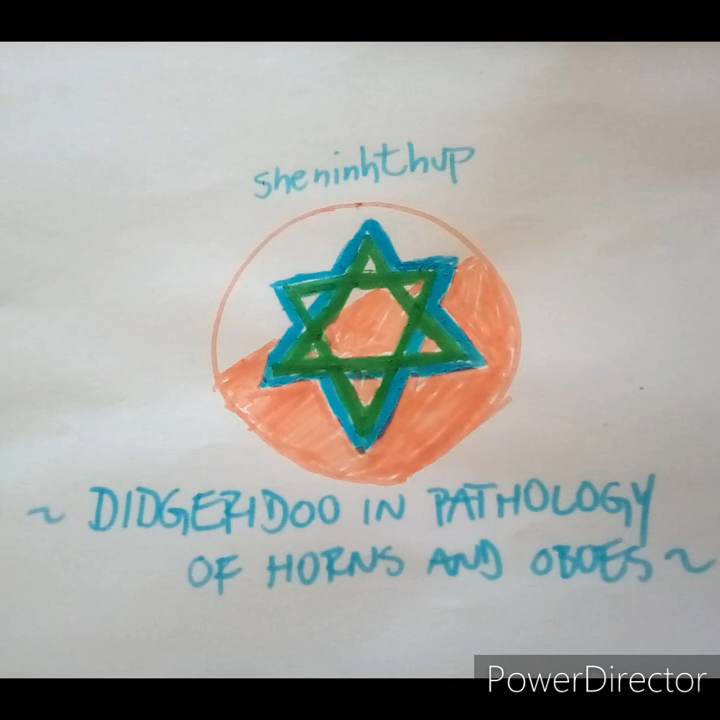 sheninhthup
~ DIDGERIDOO IN PATHOLOGY
OF HORNS AND OBOES ~
PowerDirector